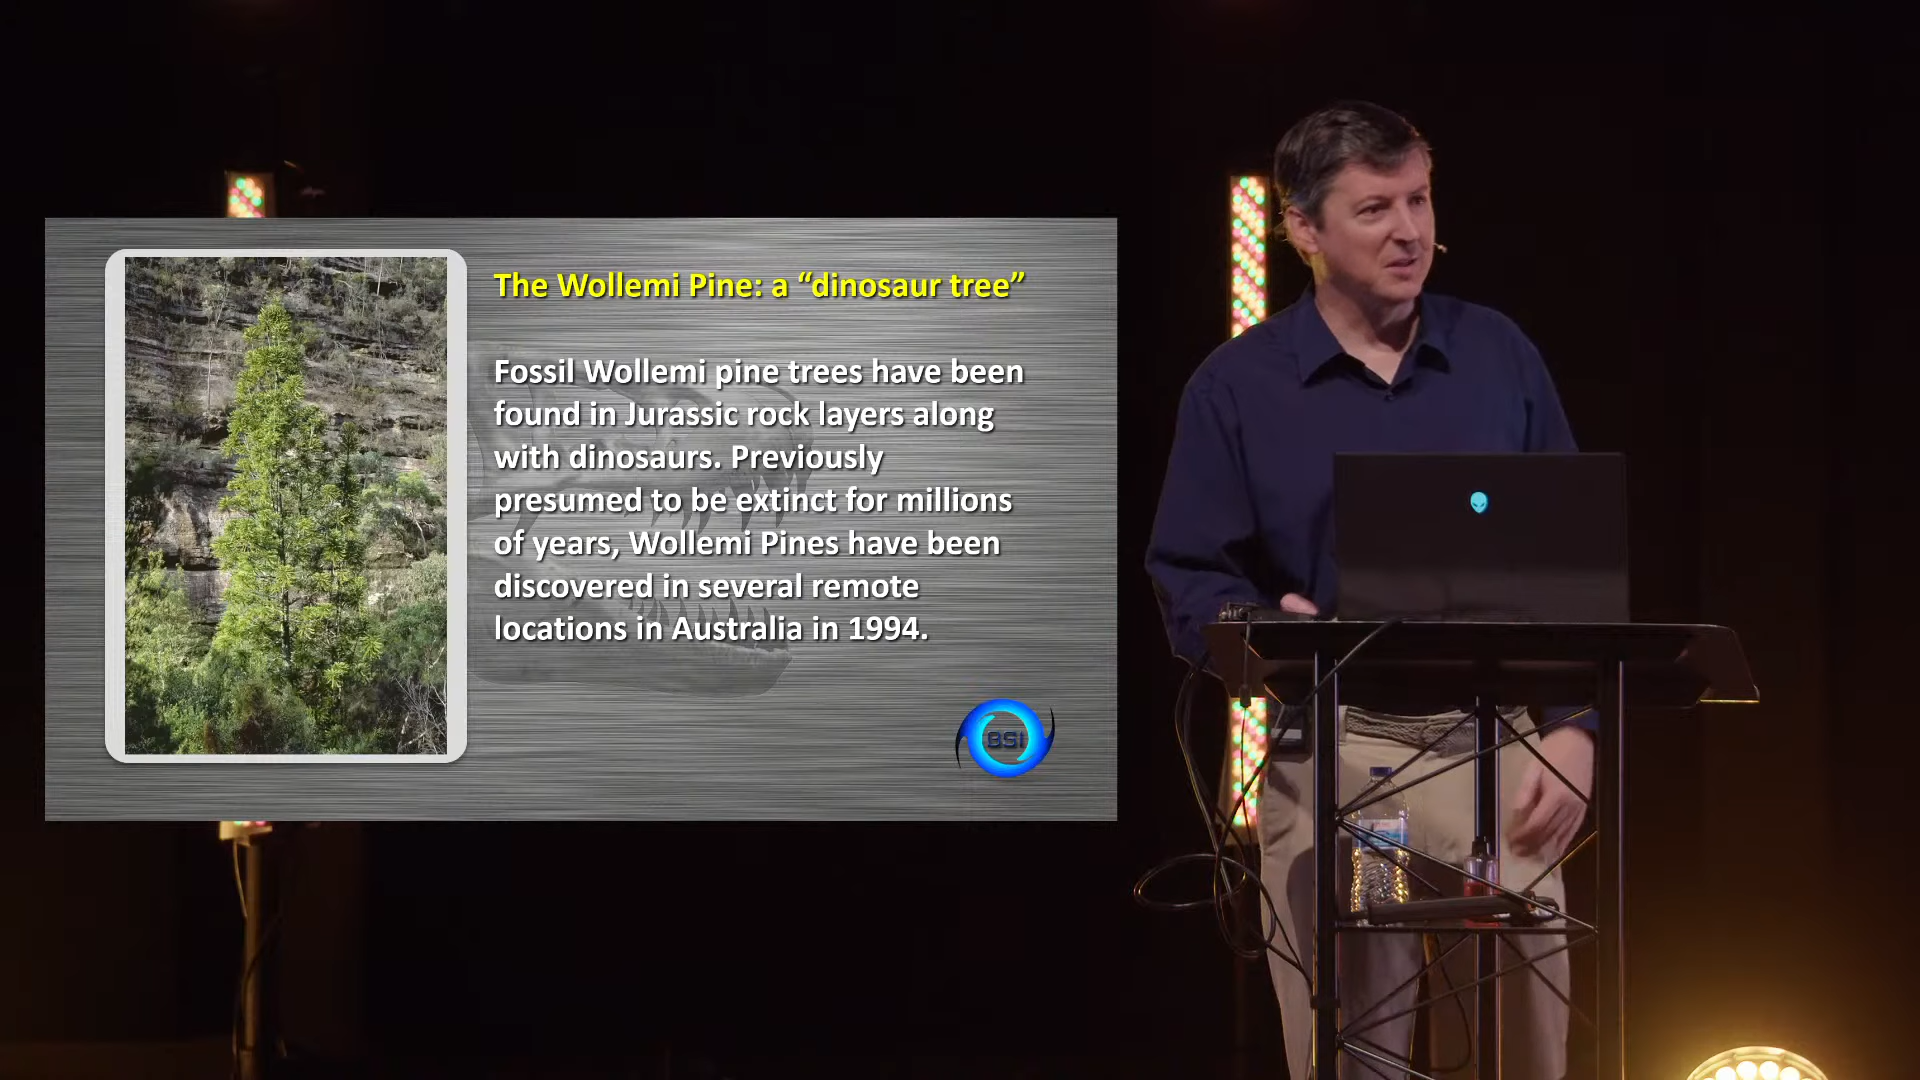 The Wollemi Pine: a “dinosaur tree”
Fossil Wollemi pine trees have been
found in Jurassic rock layers along
with dinosaurs. Previously
presumed to be extinct for millions
of years, Wollemi Pines have been
discovered in several remote
locations in Australia in 1994.
BSI